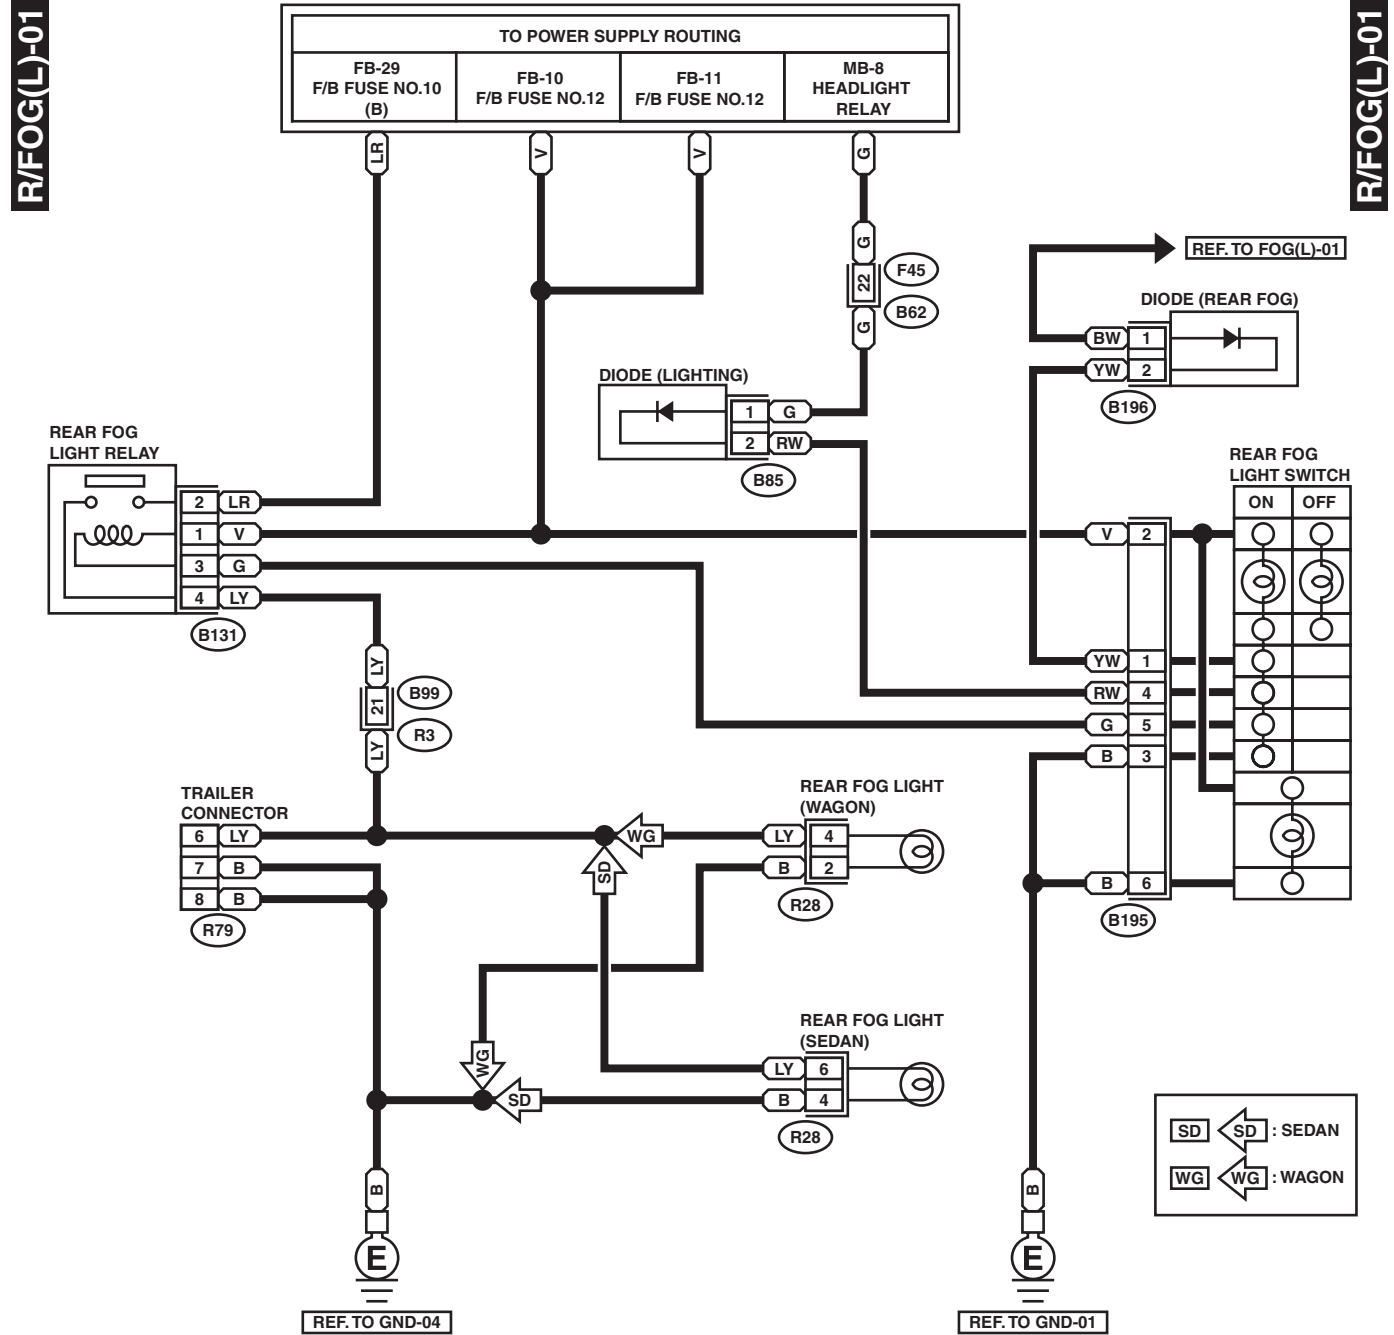 R/FOG(L)-01
R/FOG(L)-01
TO POWER SUPPLY ROUTING
FB-29
F/B FUSE NO.10
(B)
FB-10
F/B FUSE NO.12
FB-11
F/B FUSE NO.12
MB-8
HEADLIGHT
RELAY
LR
V
V
G
G
22
G
F45
B62
REF. TO FOG(L)-01
DIODE (REAR FOG)
BW 1
YW 2
B196
DIODE (LIGHTING)
1 G
2 RW
B85
REAR FOG
LIGHT RELAY
2 LR
1 V
3 G
4 LY
B131
REAR FOG
LIGHT SWITCH
ON OFF
V 2
YW 1
RW 4
G 5
B 3
B 6
B195
LY
21
LY
B99
R3
TRAILER
CONNECTOR
6 LY
7 B
8 B
R79
WG
SD
REAR FOG LIGHT
(WAGON)
LY 4
B 2
R28
WG
SD
REAR FOG LIGHT
(SEDAN)
LY 6
B 4
R28
SD SD : SEDAN
WG WG : WAGON
B
E
REF. TO GND-04
B
E
REF. TO GND-01